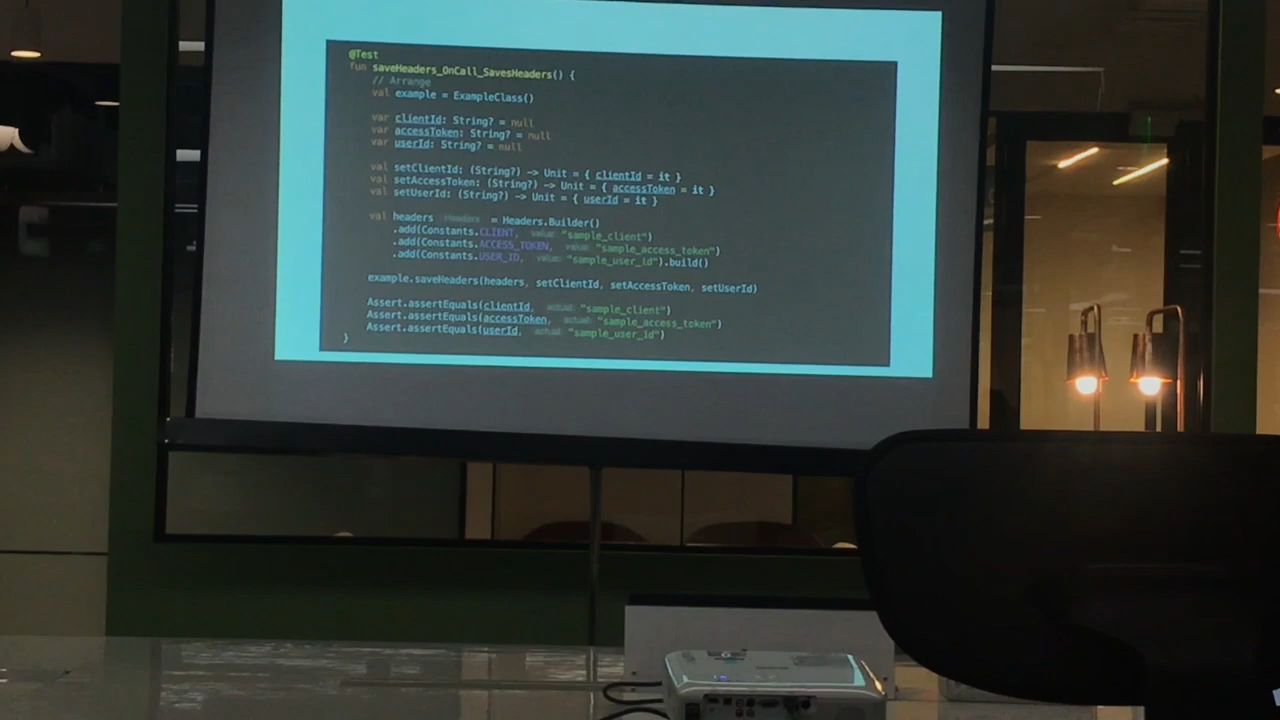 @Test
fun saveHeaders_OnCall_SavesHeaders() {
// Arrange
val example = ExampleClass()
var clientId: String? = null
var accessToken: String? = null
var userId: String? = null
val setClientId: (String?) -> Unit = { clientId = it }
val setAccessToken: (String?) -> Unit = { accessToken = it }
val setUserId: (String?) -> Unit = { userId = it }
val headers Headers = Headers.Builder()
.add(Constants.CLIENT, value: "sample_client")
.add(Constants.ACCESS_TOKEN, value: "sample_access_token")
.add(Constants.USER_ID, value: "sample_user_id").build()
example.saveHeaders(headers, setClientId, setAccessToken, setUserId)
Assert.assertEquals(clientId, actual: "sample_client")
Assert.assertEquals(accessToken, actual: "sample_access_token")
Assert.assertEquals(userId, actual: "sample_user_id")
}